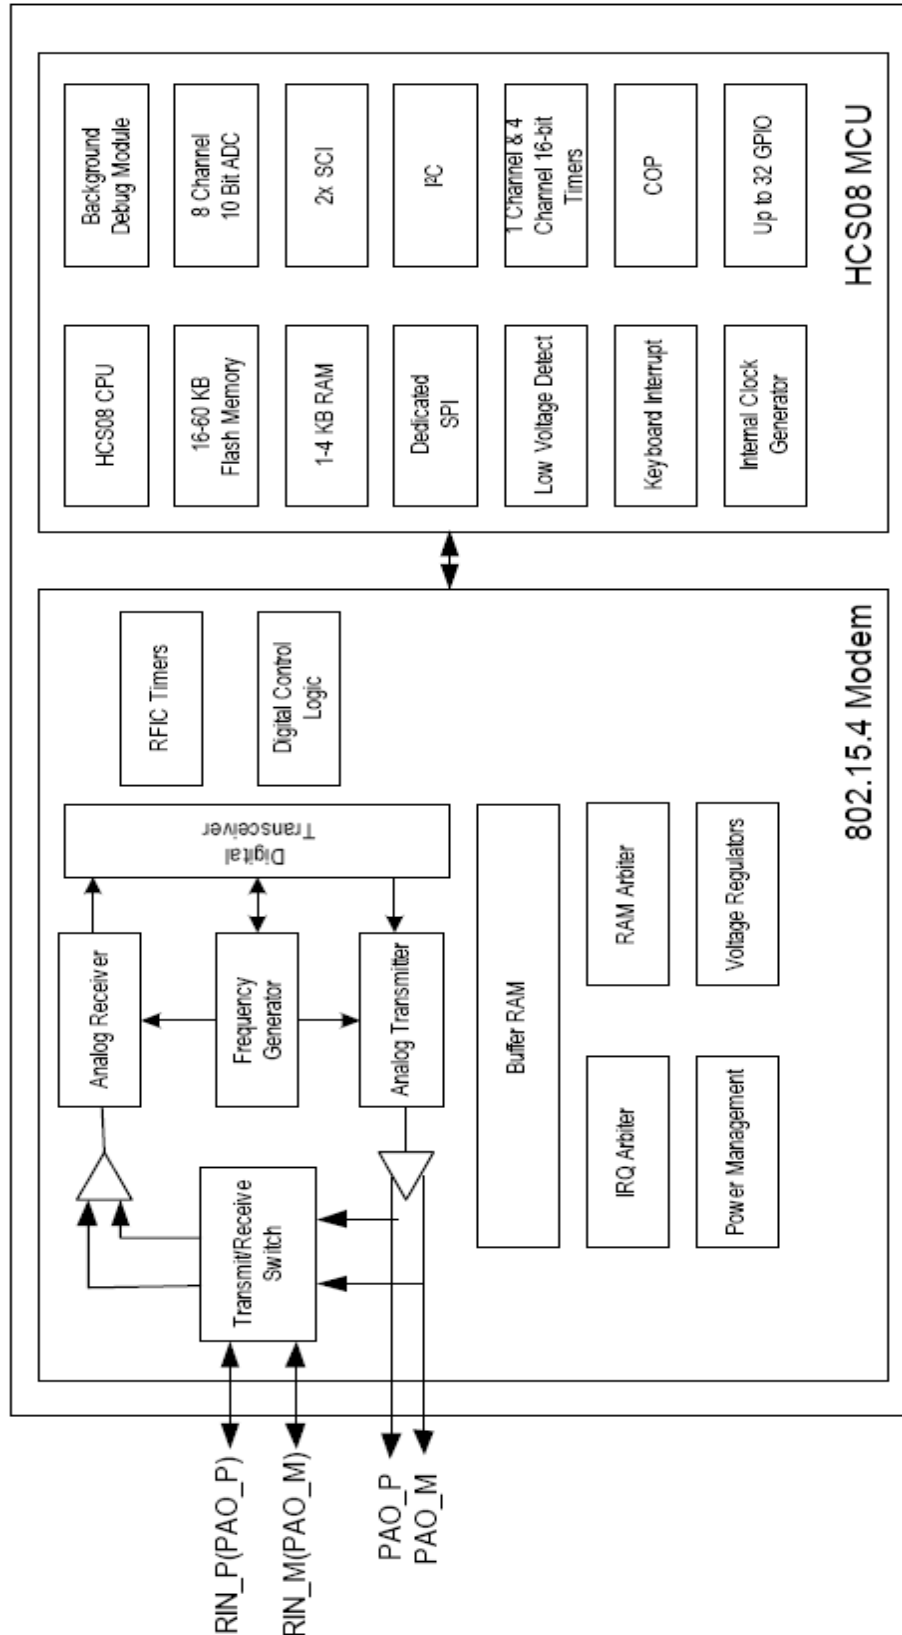 RIN_P(PAO_P)
RIN_M(PAO_M)
PAO_P
PAO_M
Transmit/Receive
Switch
Analog Receiver
Frequency
Generator
Analog Transmitter
Digital
Transceiver
RFIC Timers
Digital Control
Logic
Buffer RAM
IRQ Arbiter
RAM Arbiter
Power Management
Voltage Regulators
802.15.4 Modem
HCS08 CPU
Background
Debug Module
16-60 KB
Flash Memory
8 Channel
10 Bit ADC
1-4 KB RAM
2x SCI
Dedicated
SPI
I²C
Low Voltage Detect
1 Channel & 4
Channel 16-bit
Timers
Keyboard Interrupt
COP
Internal Clock
Generator
Up to 32 GPIO
HCS08 MCU